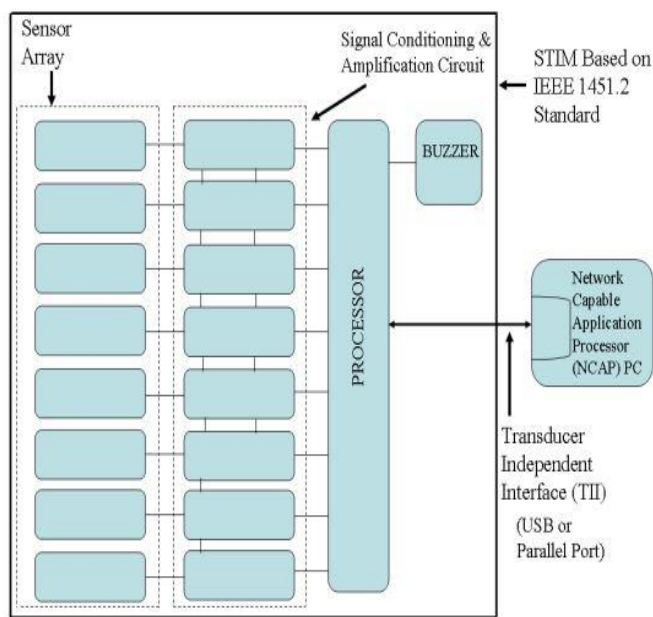 Sensor
Array
Signal Conditioning &
Amplification Circuit
STIM Based on
IEEE 1451.2
Standard
BUZZER
PROCESSOR
Network
Capable
Application
Processor
(NCAP) PC
Transducer
Independent
Interface (TII)
(USB or
Parallel Port)